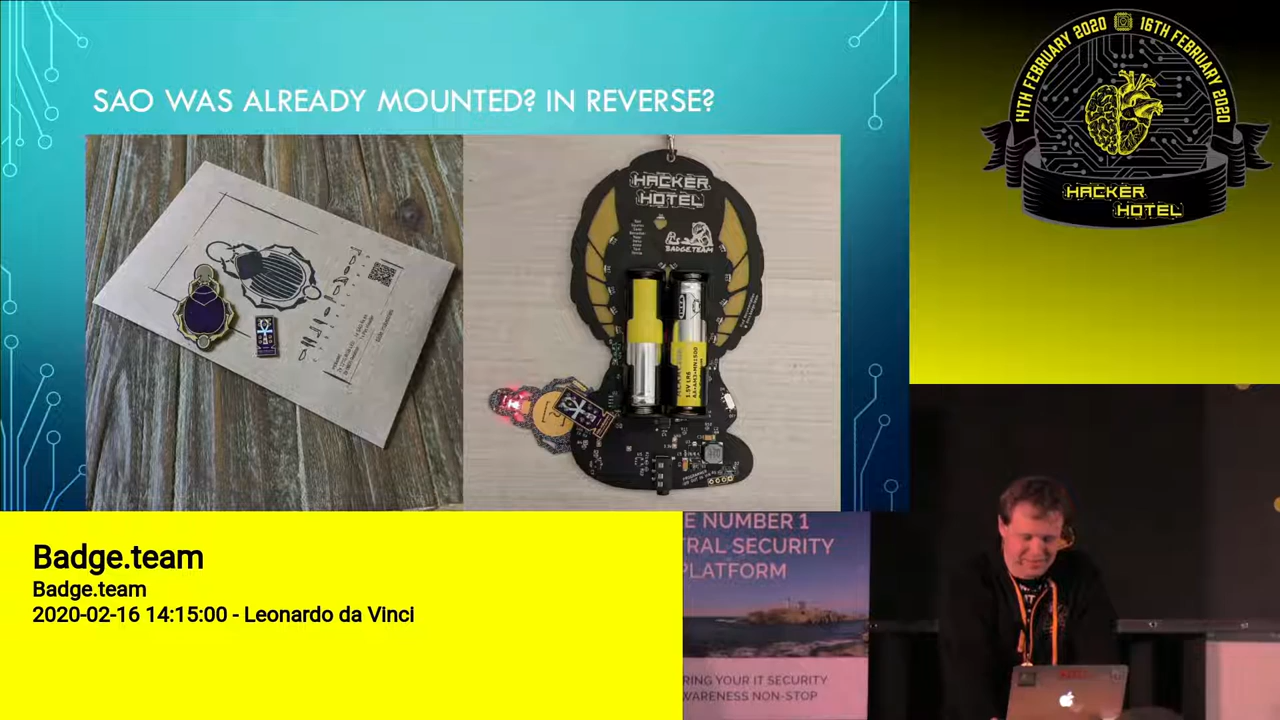 SAO WAS ALREADY MOUNTED? IN REVERSE?
HACKER
HOTEL
BADGE.TEAM
14TH FEBRUARY 2020
16TH FEBRUARY 2020
HACKER
HOTEL
Badge.team
Badge.team
2020-02-16 14:15:00 - Leonardo da Vinci
E NUMBER 1
TRAL SECURITY
PLATFORM
RING YOUR IT SECURITY
WARENESS NON-STOP